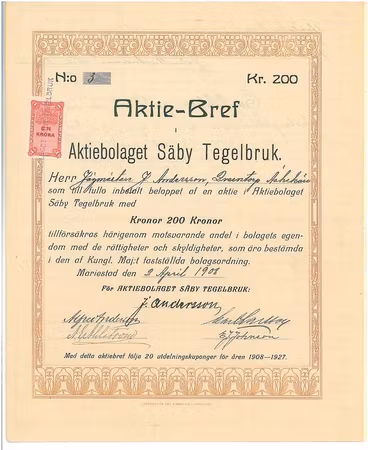 N:o 3 Kr. 200
Aktie-Bref
i
Aktiebolaget Säby Tegelbruk.
Herr Jägmästen J. Andersson,
som till fullo inbetalt beloppet af en aktie i Aktiebolaget
Säby Tegelbruk med
Kronor 200 Kronor
tillförsäkras härigenom motsvarande andel i bolagets egen-
dom med de rättigheter och skyldigheter, som äro bestämda
i den af Kungl. Maj:t fastställda bolagsordning.
Mariestad den 2 April 1908
FÖR AKTIEBOLAGET SÄBY TEGELBRUK:
J. Andersson
Med detta aktiebref följa 20 utdelningskuponger för åren 1908-1927.
EN
KRONA